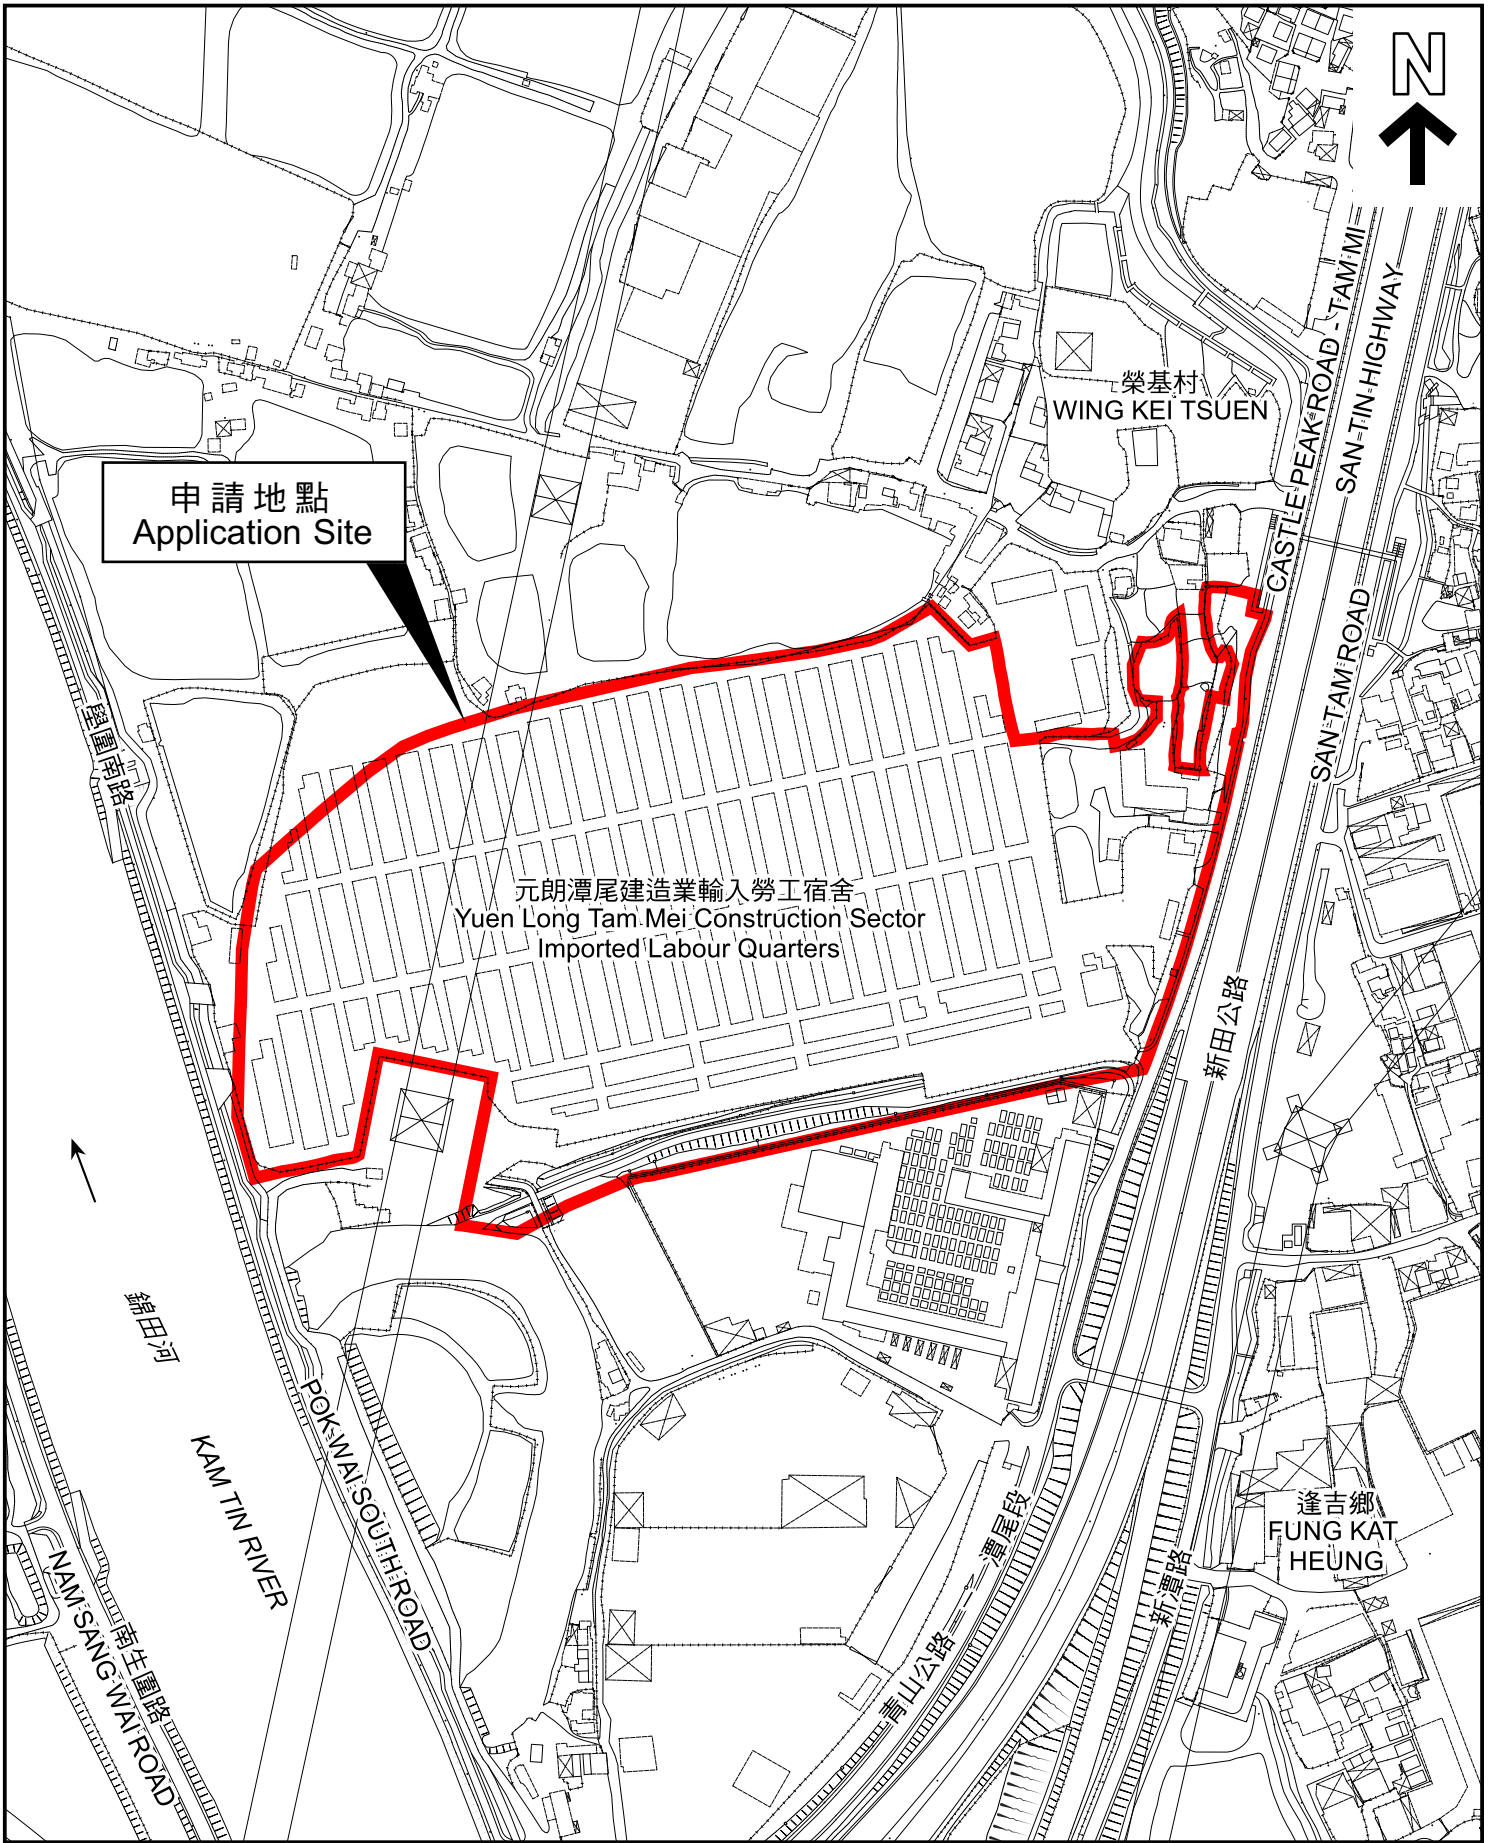 N
榮基村
WING KEI TSUEN
CASTLE PEAK ROAD - TAM MI
SAN TIN HIGHWAY
申請地點
Application Site
SAN TAM ROAD
壆圍南路
元朗潭尾建造業輸入勞工宿舍
Yuen Long Tam Mei Construction Sector
Imported Labour Quarters
新田公路
錦田河
KAM TIN RIVER
POK WAI SOUTH ROAD
青山公路 — 潭尾段
新潭路
逢吉鄉
FUNG KAT
HEUNG
南生圍路
NAM SANG WAI ROAD